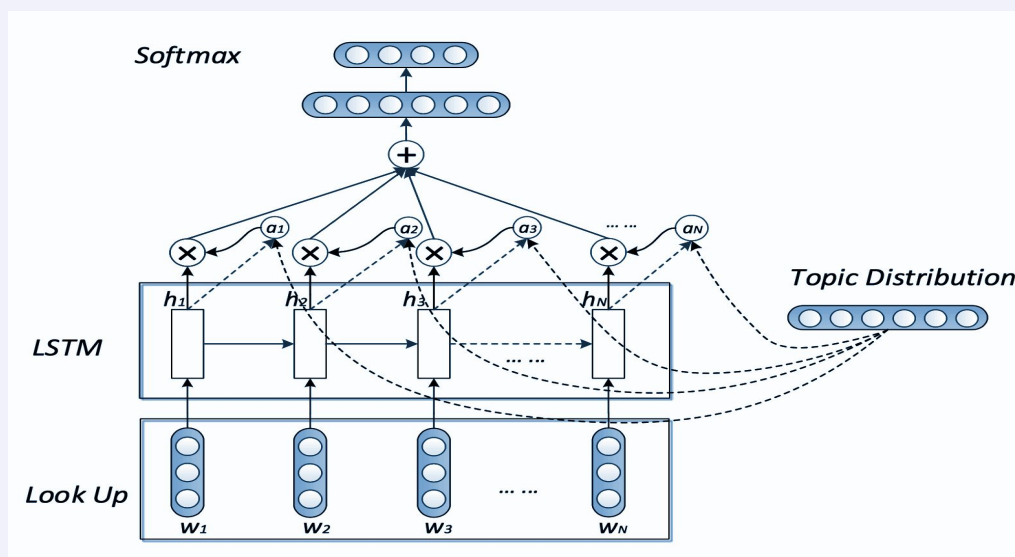 Softmax
+
a1 a2 a3 ... ... aN
× × × ×
Topic Distribution
h1 h2 h3 hN
LSTM
... ...
Look Up
... ...
w1 w2 w3 wN